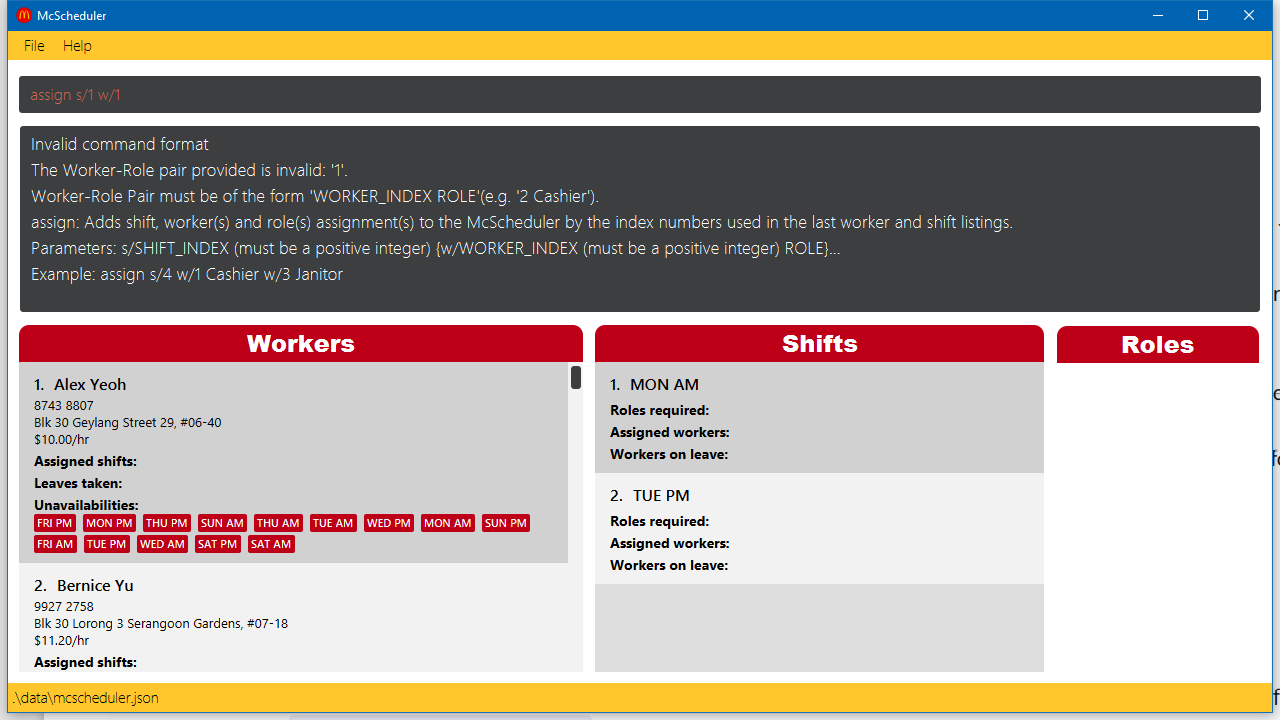 McScheduler
File Help
assign s/1 w/1
Invalid command format
The Worker-Role pair provided is invalid: '1'.
Worker-Role Pair must be of the form 'WORKER_INDEX ROLE'(e.g. '2 Cashier').
assign: Adds shift, worker(s) and role(s) assignment(s) to the McScheduler by the index numbers used in the last worker and shift listings.
Parameters: s/SHIFT_INDEX (must be a positive integer) {w/WORKER_INDEX (must be a positive integer) ROLE}...
Example: assign s/4 w/1 Cashier w/3 Janitor
Workers
1. Alex Yeoh
8743 8807
Blk 30 Geylang Street 29, #06-40
$10.00/hr
Assigned shifts:
Leaves taken:
Unavailabilities:
FRI PM MON PM THU PM SUN AM THU AM TUE AM WED PM MON AM SUN PM
FRI AM TUE PM WED AM SAT PM SAT AM
2. Bernice Yu
9927 2758
Blk 30 Lorong 3 Serangoon Gardens, #07-18
$11.20/hr
Assigned shifts:
Shifts
1. MON AM
Roles required:
Assigned workers:
Workers on leave:
2. TUE PM
Roles required:
Assigned workers:
Workers on leave:
Roles
.\data\mcscheduler.json